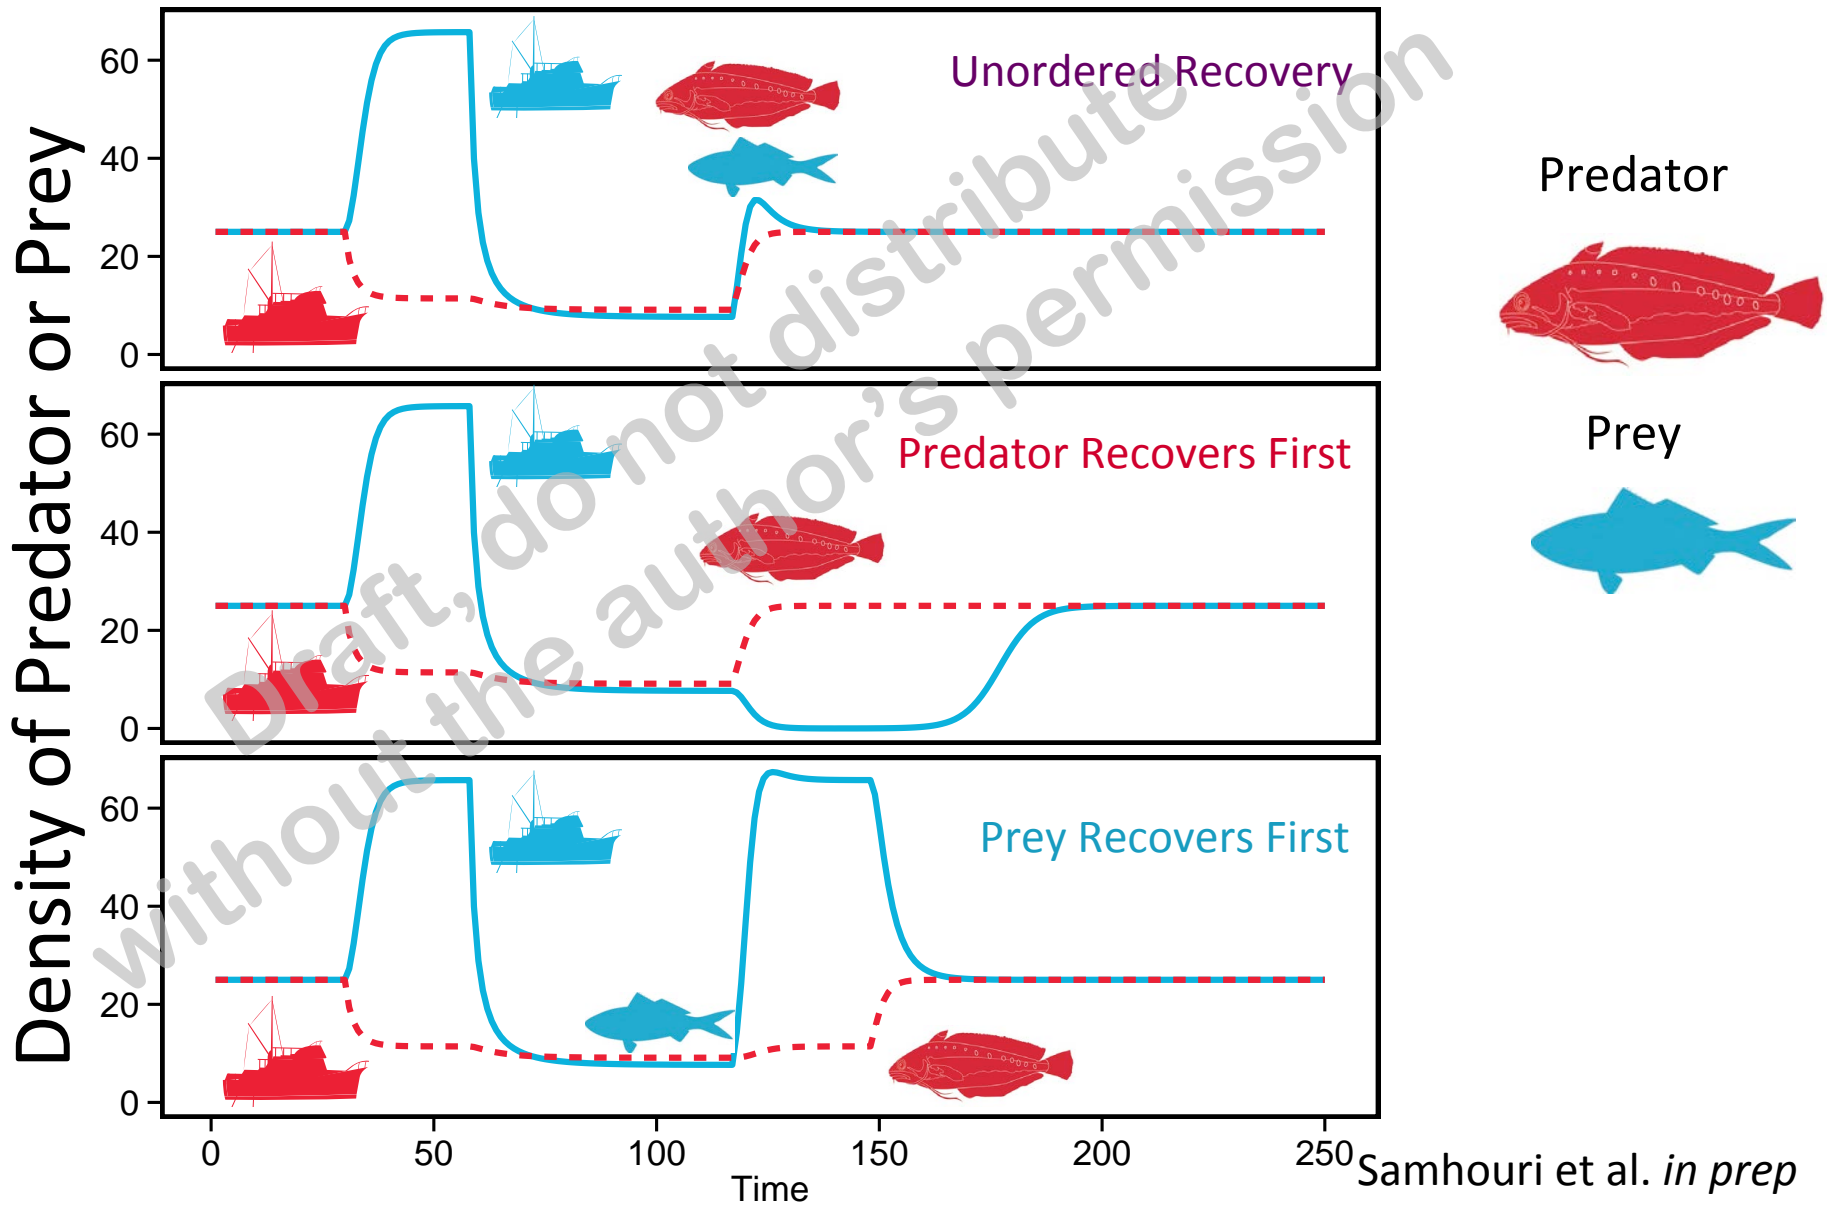 Density of Predator or Prey
60
40
20
0
Unordered Recovery
60
40
20
0
Predator Recovers First
60
40
20
0
Prey Recovers First
0
50
100
150
200
250
Time
Predator
Prey
Samhouri et al. in prep
Draft, do not distribute
without the author's permission